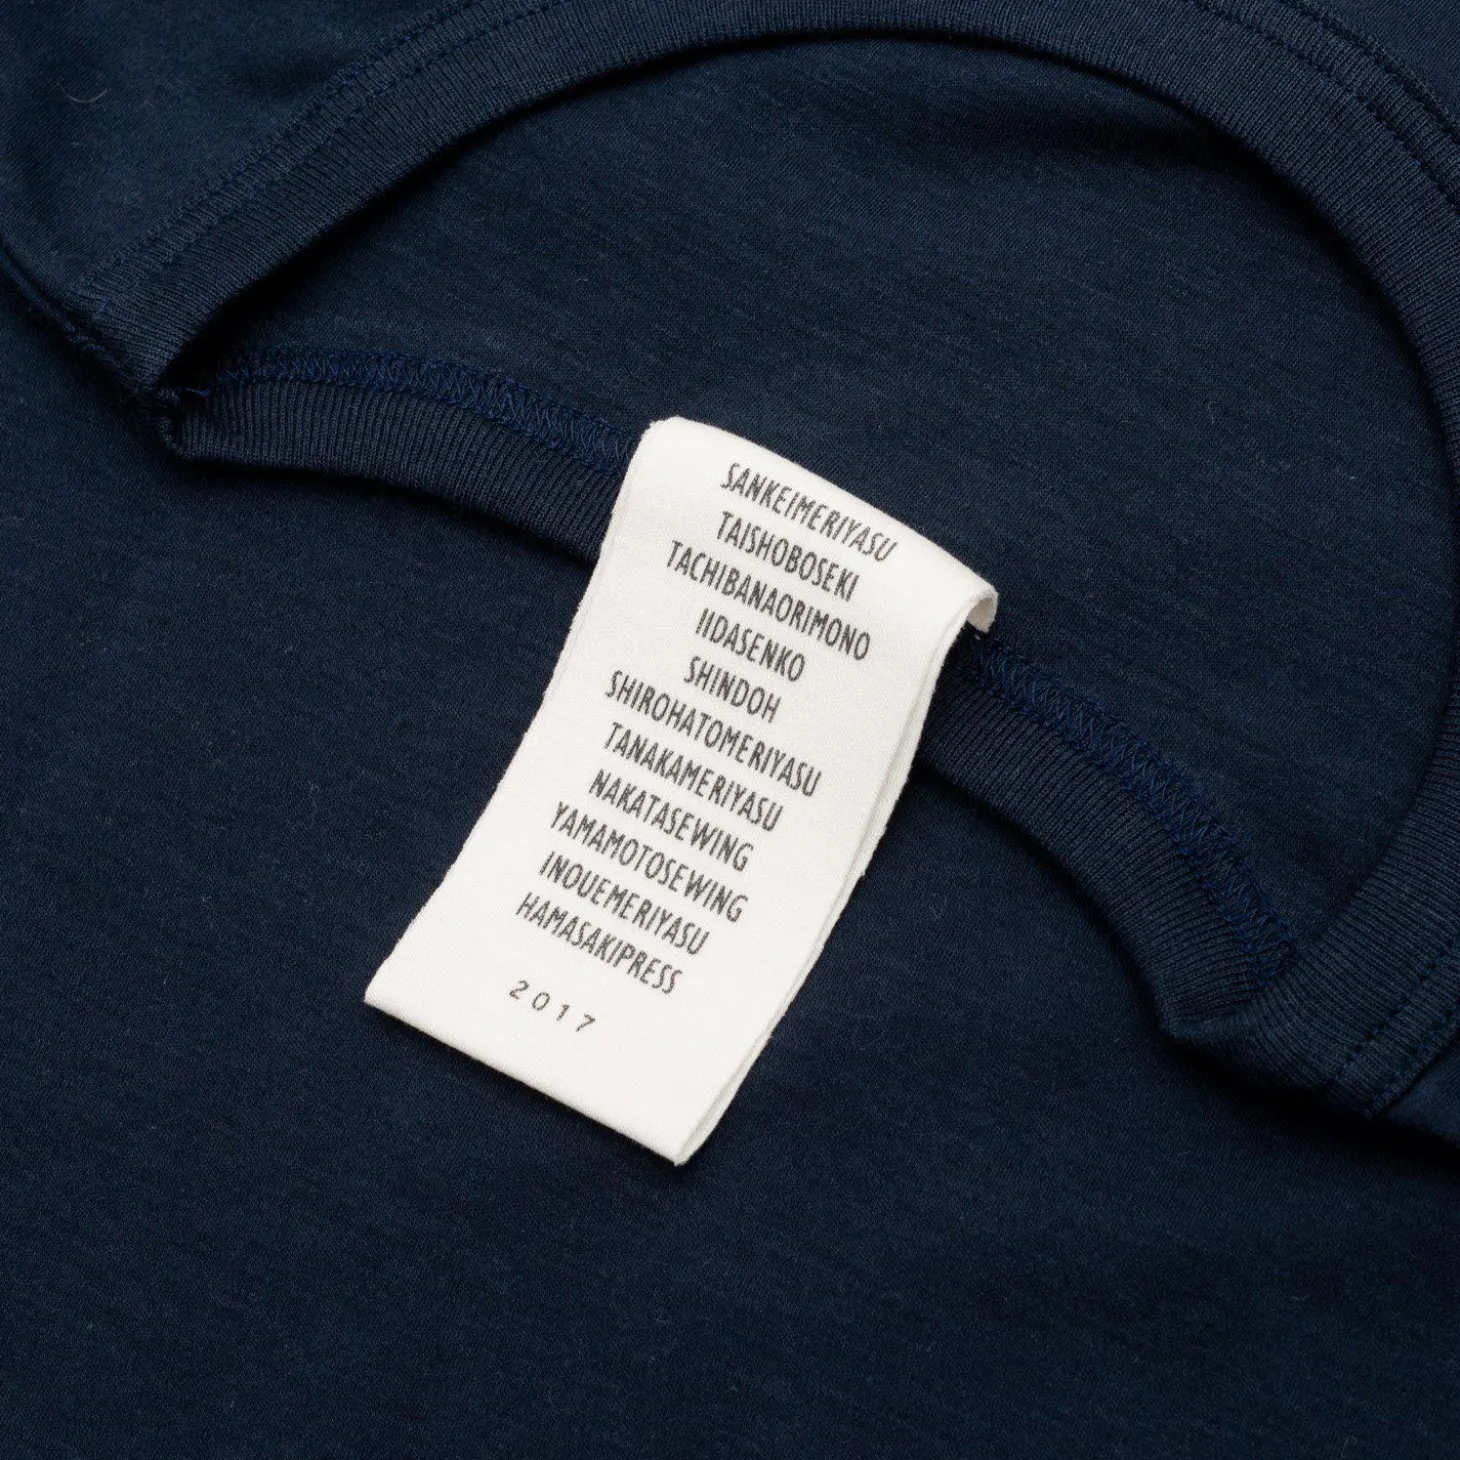 SANKEIMERIYASU
TAISHOBOSEKI
TACHIBANAORIMONO
IIDASENKO
SHINDOH
SHIROHATOMERIYASU
TANAKAMERIYASU
NAKATASEWING
YAMAMOTOSEWING
INOUEMERIYASU
HAMASAKIPRESS
2017